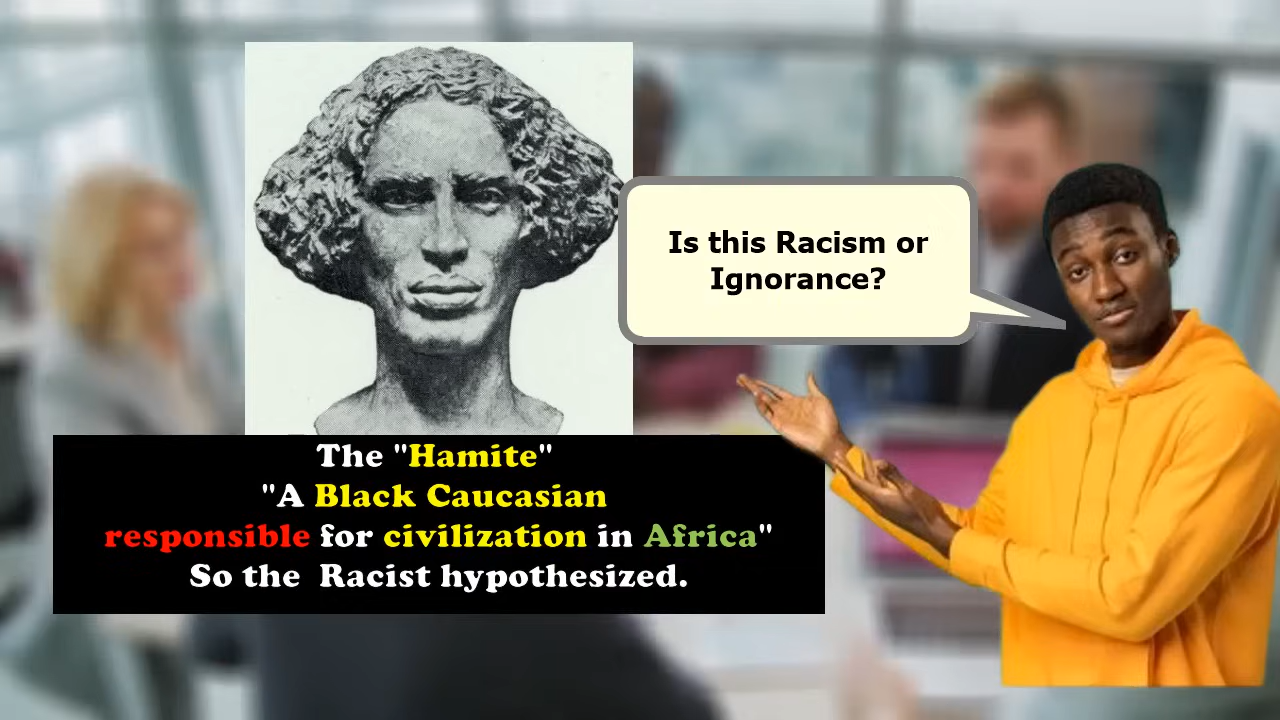 Is this Racism or
Ignorance?
The "Hamite"
"A Black Caucasian
responsible for civilization in Africa"
So the Racist hypothesized.